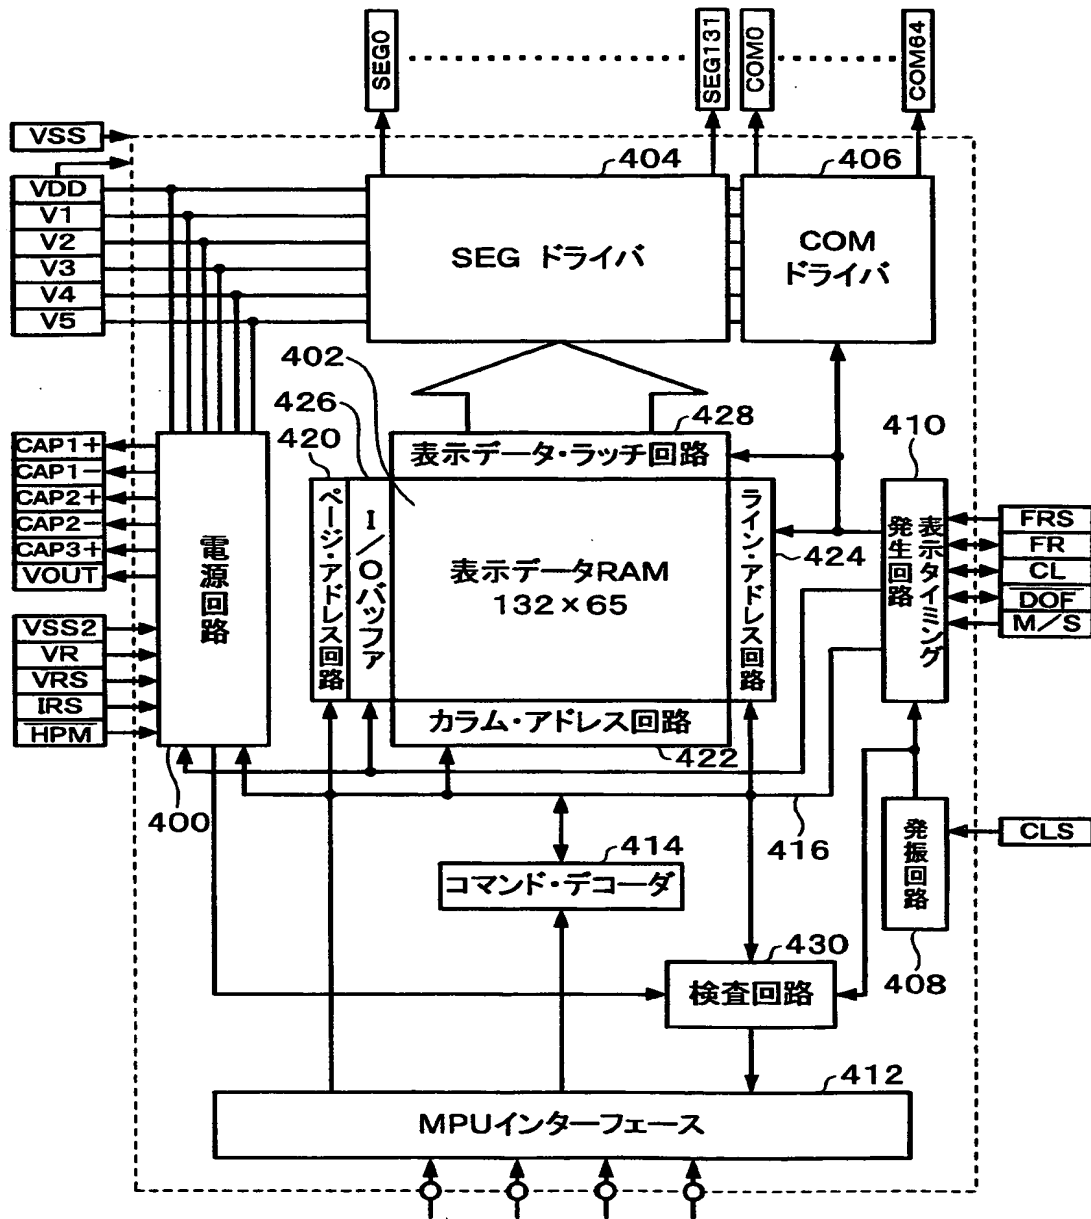 SEG0
SEG131
COM0
COM64
VSS
VDD
V1
V2
V3
V4
V5
404
SEG ドライバ
406
COM
ドライバ
402
426
420
428
410
CAP1+
CAP1-
CAP2+
CAP2-
CAP3+
VOUT
VSS2
VR
VRS
IRS
HPM
電源回路
400
ページ・アドレス回路
I/Oバッファ
表示データ・ラッチ回路
表示データRAM
132×65
カラム・アドレス回路
422
ライン・アドレス回路
424
表示タイミング
発生回路
FRS
FR
CL
DOF
M/S
416
414
コマンド・デコーダ
発振回路
408
CLS
430
検査回路
412
MPUインターフェース